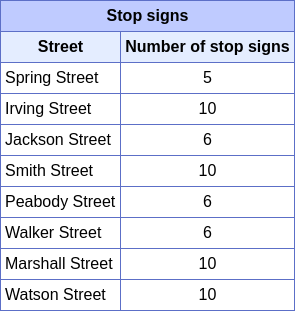 Stop signs
Street Number of stop signs
Spring Street 5
Irving Street 10
Jackson Street 6
Smith Street 10
Peabody Street 6
Walker Street 6
Marshall Street 10
Watson Street 10